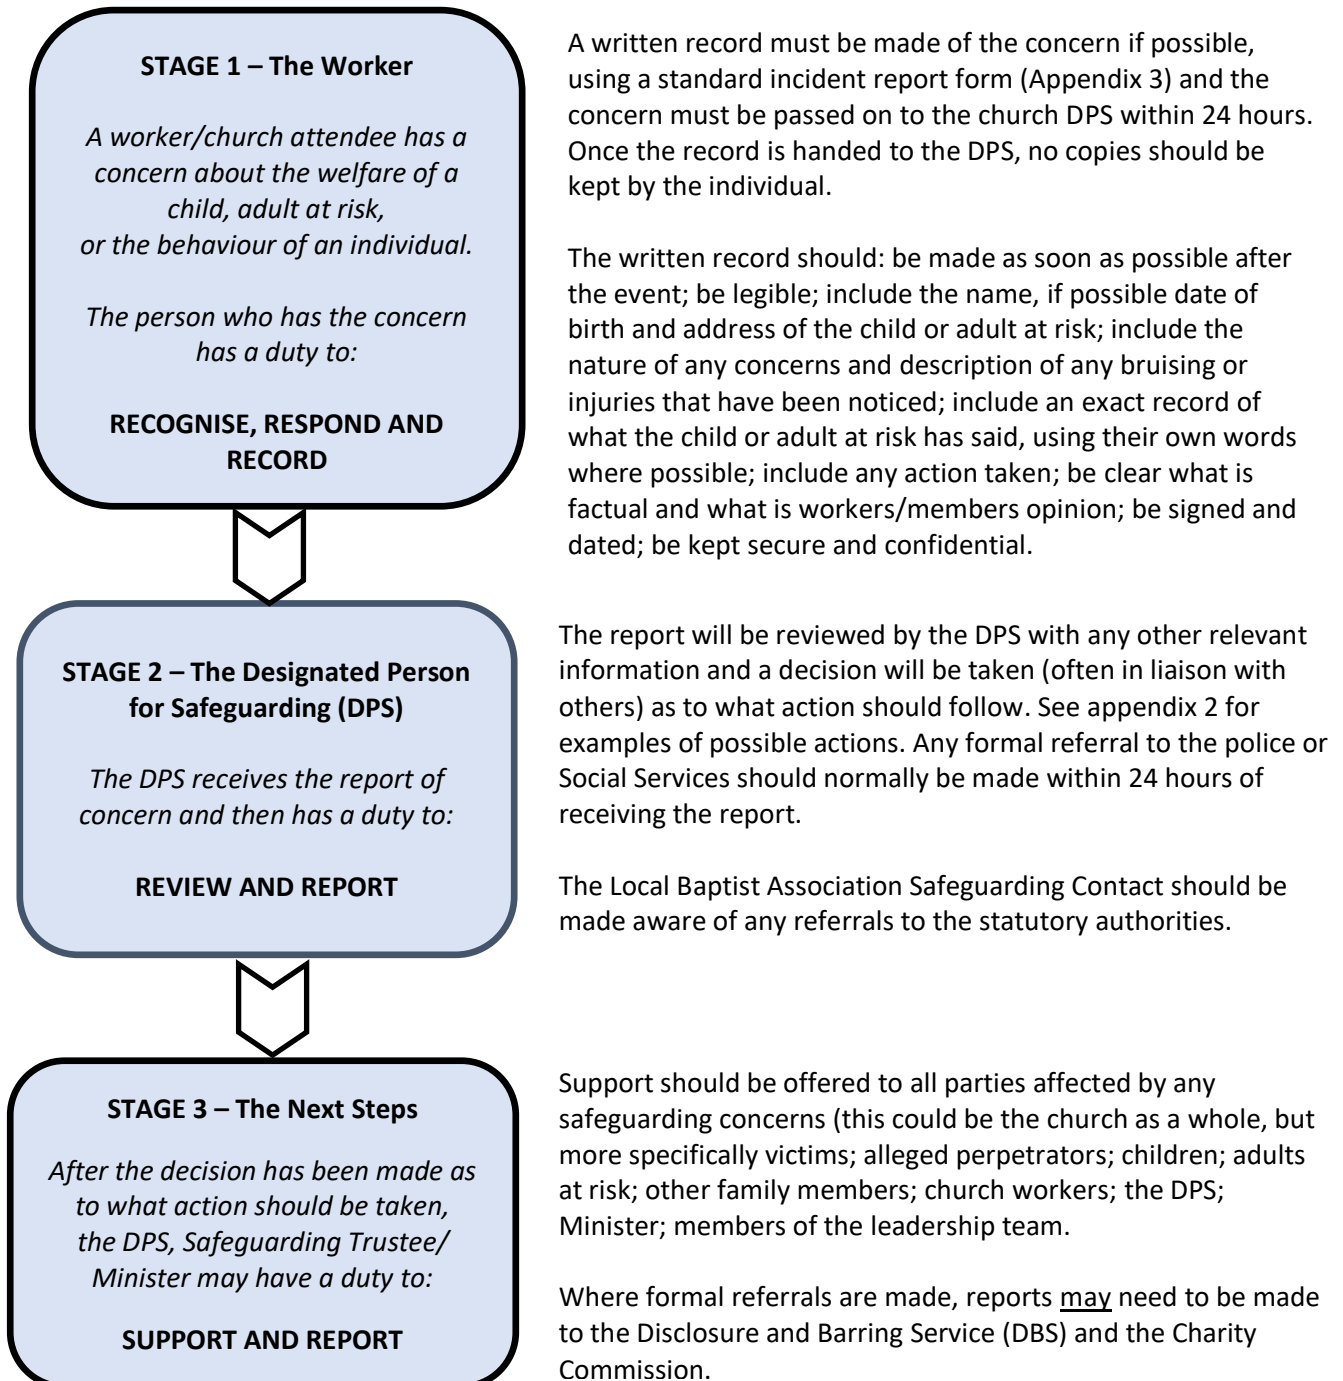 STAGE 1 – The Worker
A worker/church attendee has a
concern about the welfare of a
child, adult at risk,
or the behaviour of an individual.
The person who has the concern
has a duty to:
RECOGNISE, RESPOND AND
RECORD
A written record must be made of the concern if possible,
using a standard incident report form (Appendix 3) and the
concern must be passed on to the church DPS within 24 hours.
Once the record is handed to the DPS, no copies should be
kept by the individual.
The written record should: be made as soon as possible after
the event; be legible; include the name, if possible date of
birth and address of the child or adult at risk; include the
nature of any concerns and description of any bruising or
injuries that have been noticed; include an exact record of
what the child or adult at risk has said, using their own words
where possible; include any action taken; be clear what is
factual and what is workers/members opinion; be signed and
dated; be kept secure and confidential.
STAGE 2 – The Designated Person
for Safeguarding (DPS)
The DPS receives the report of
concern and then has a duty to:
REVIEW AND REPORT
The report will be reviewed by the DPS with any other relevant
information and a decision will be taken (often in liaison with
others) as to what action should follow. See appendix 2 for
examples of possible actions. Any formal referral to the police or
Social Services should normally be made within 24 hours of
receiving the report.
The Local Baptist Association Safeguarding Contact should be
made aware of any referrals to the statutory authorities.
STAGE 3 – The Next Steps
After the decision has been made as
to what action should be taken,
the DPS, Safeguarding Trustee/
Minister may have a duty to:
SUPPORT AND REPORT
Support should be offered to all parties affected by any
safeguarding concerns (this could be the church as a whole, but
more specifically victims; alleged perpetrators; children; adults
at risk; other family members; church workers; the DPS;
Minister; members of the leadership team.
Where formal referrals are made, reports may need to be made
to the Disclosure and Barring Service (DBS) and the Charity
Commission.